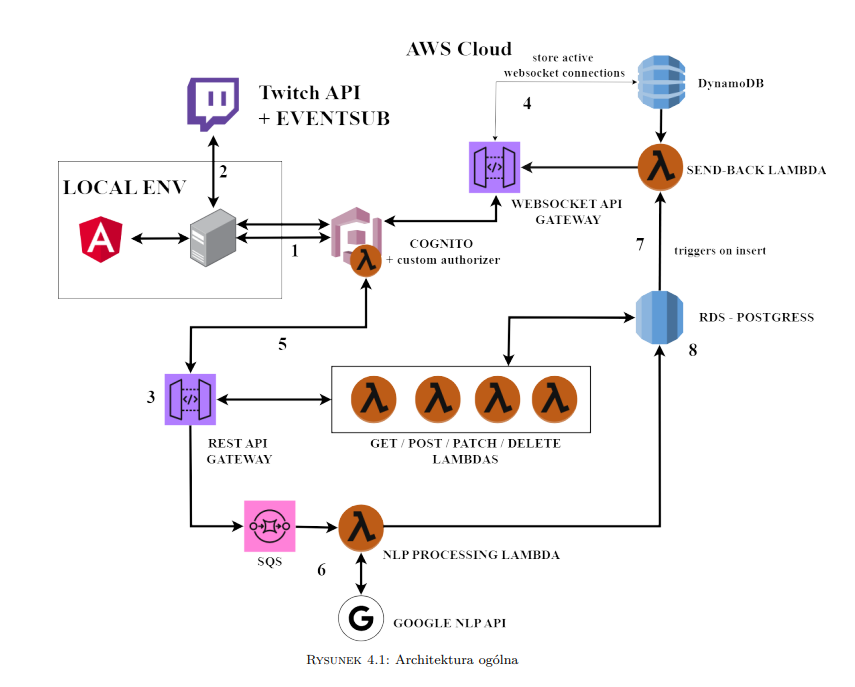 AWS Cloud
store active
websocket connections
4
DynamoDB
Twitch API
+ EVENTSUB
2
LOCAL ENV
SEND-BACK LAMBDA
WEBSOCKET API
GATEWAY
1
COGNITO
+ custom authorizer
7
triggers on insert
RDS - POSTGRESS
5
8
3
REST API
GATEWAY
GET / POST / PATCH / DELETE
LAMBDAS
SQS
NLP PROCESSING LAMBDA
6
G
GOOGLE NLP API
RYSUNEK 4.1: Architektura ogólna